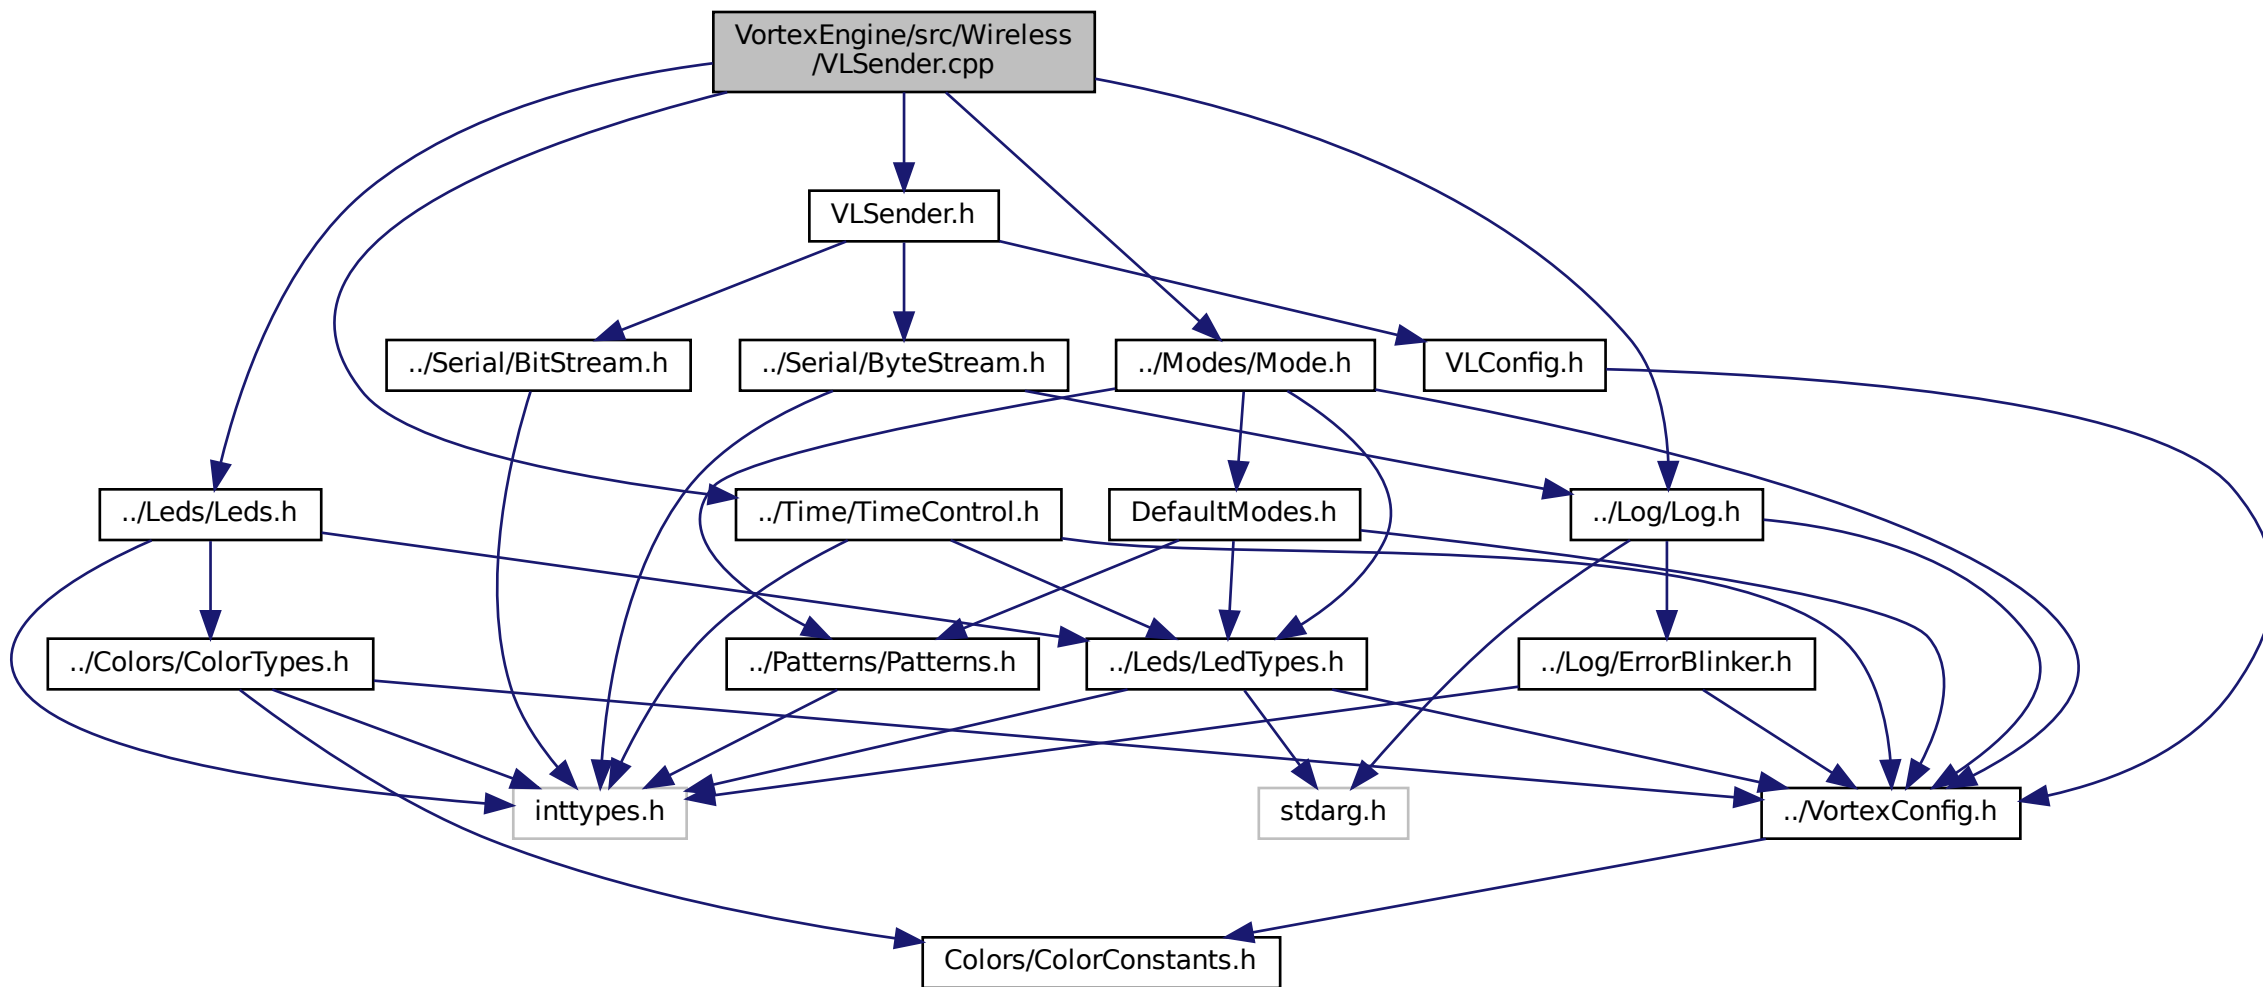 VortexEngine/src/Wireless
/VLSender.cpp
VLSender.h
../Serial/BitStream.h
../Serial/ByteStream.h
../Modes/Mode.h
VLConfig.h
../Leds/Leds.h
../Time/TimeControl.h
DefaultModes.h
../Log/Log.h
../Colors/ColorTypes.h
../Patterns/Patterns.h
../Leds/LedTypes.h
../Log/ErrorBlinker.h
inttypes.h
stdarg.h
../VortexConfig.h
Colors/ColorConstants.h